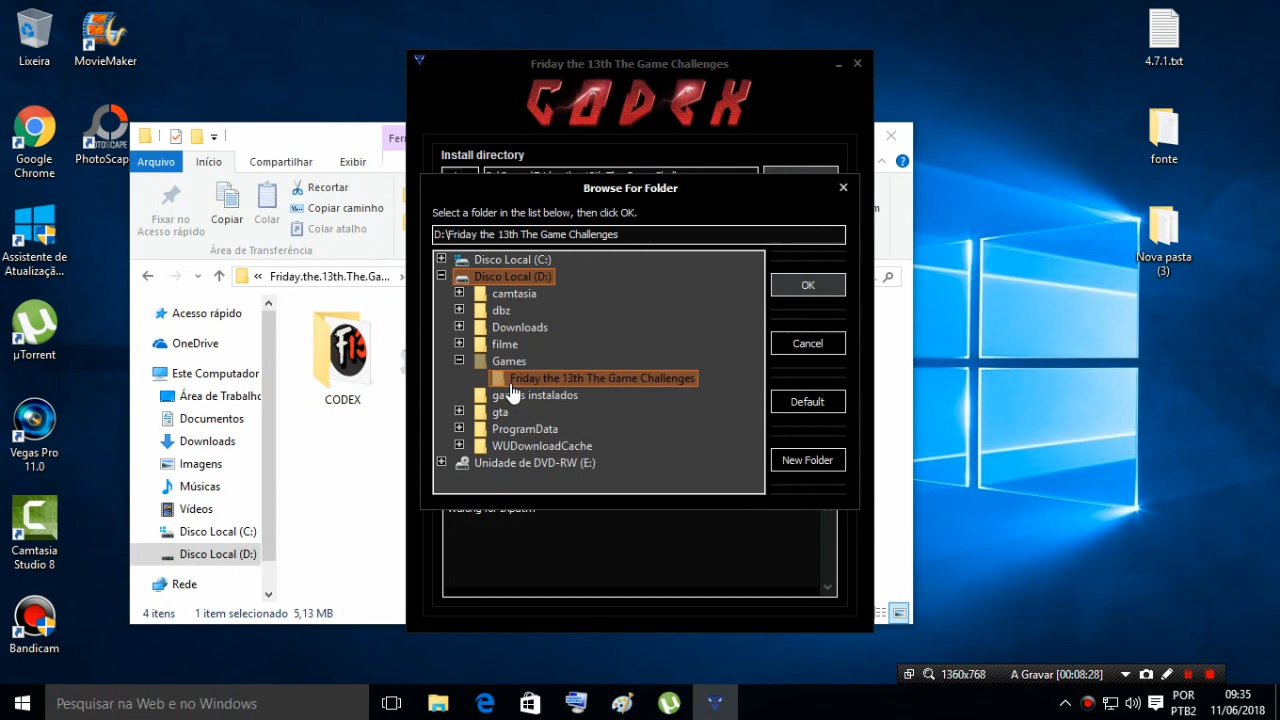 Lixeira
MovieMaker
Google
Chrome
PhotoScape
Assistente de
Atualizaçã...
µTorrent
Vegas Pro
11.0
Camtasia
Studio 8
Bandicam
4.7.1.txt
fonte
Nova pasta
(3)
Arquivo
Início
Compartilhar
Exibir
Fixar no
Acesso rápido
Copiar
Colar
Recortar
Copiar caminho
Colar atalho
Área de Transferência
« Friday.the.13th.The.Ga...
Acesso rápido
OneDrive
Este Computador
Área de Trabalho
Documentos
Downloads
Imagens
Músicas
Vídeos
Disco Local (C:)
Disco Local (D:)
Rede
CODEX
4 itens
1 item selecionado 5,13 MB
Friday the 13th The Game Challenges
CODEX
Install directory
Browse For Folder
Select a folder in the list below, then click OK.
D:\Friday the 13th The Game Challenges
Disco Local (C:)
Disco Local (D:)
camtasia
dbz
Downloads
filme
Games
Friday the 13th The Game Challenges
instalados
gta
ProgramData
WUDownloadCache
Unidade de DVD-RW (E:)
OK
Cancel
Default
New Folder
Waiting for input...
1360x768
A Gravar [00:08:28]
Pesquisar na Web e no Windows
POR
PTB2
09:35
11/06/2018